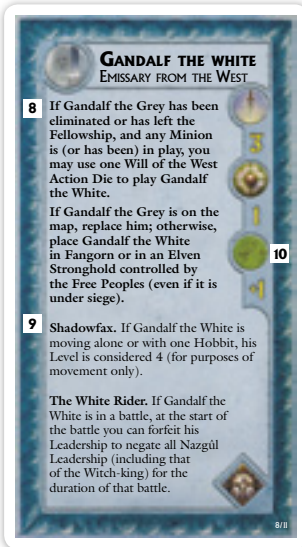 GANDALF THE WHITE
EMISSARY FROM THE WEST
8
If Gandalf the Grey has been
eliminated or has left the
Fellowship, and any Minion
is (or has been) in play, you
may use one Will of the West
Action Die to play Gandalf
the White.
3
1
+1
10
If Gandalf the Grey is on the
map, replace him; otherwise,
place Gandalf the White
in Fangorn or in an Elven
Stronghold controlled by
the Free Peoples (even if it is
under siege).
9
Shadowfax. If Gandalf the White is
moving alone or with one Hobbit, his
Level is considered 4 (for purposes of
movement only).
The White Rider. If Gandalf the
White is in a battle, at the start of
the battle you can forfeit his
Leadership to negate all Nazgûl
Leadership (including that
of the Witch-king) for the
duration of that battle.
8/II